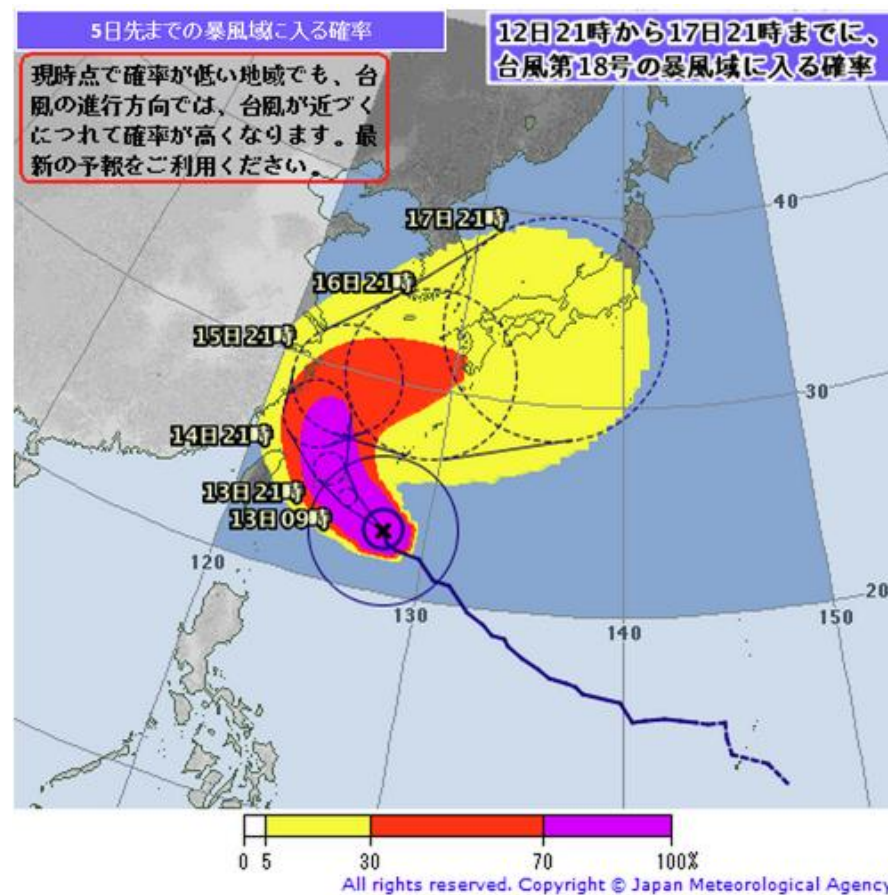 5日先までの暴風域に入る確率
12日21時から17日21時までに、
台風第18号の暴風域に入る確率
現時点で確率が低い地域でも、台
風の進行方向では、台風が近づく
につれて確率が高くなります。最
新の予報をご利用ください。
17日21時
16日21時
15日21時
14日21時
13日21時
13日09時
40
30
20
120
130
140
150
0 5 30 70 100%
All rights reserved. Copyright © Japan Meteorological Agency